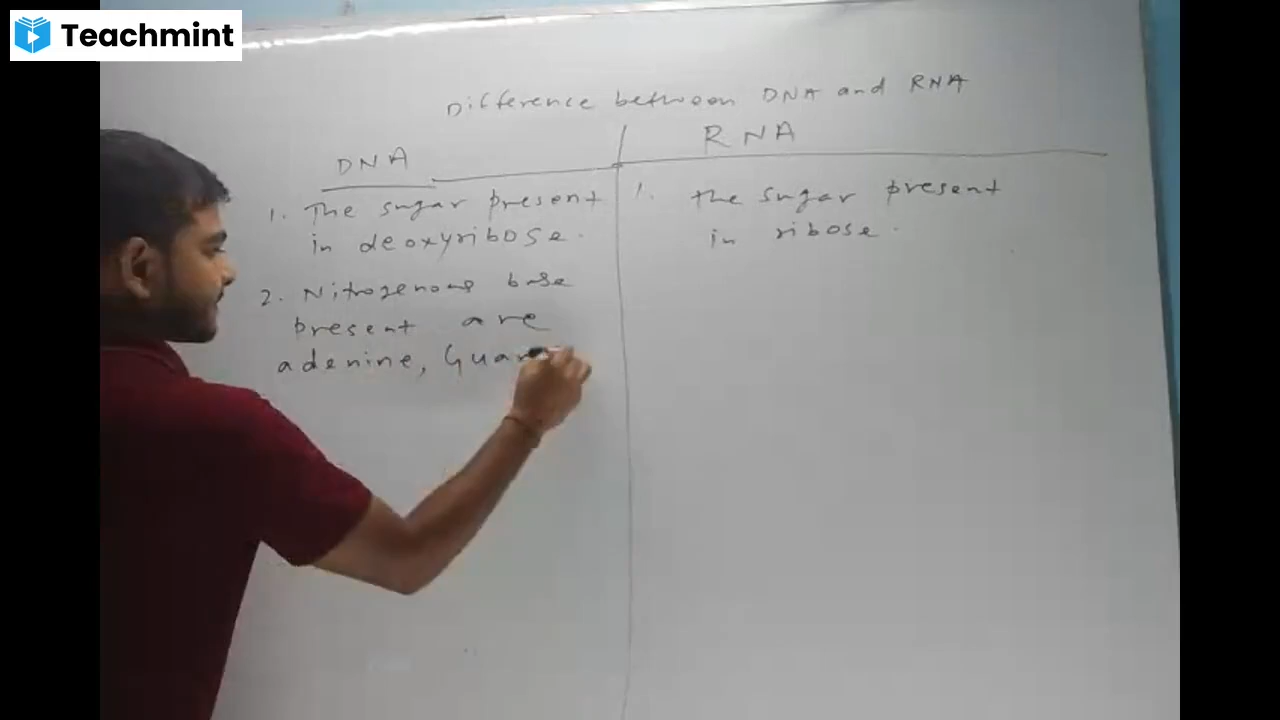 Teachmint
Difference between DNA and RNA
DNA
RNA
1. The sugar present
in deoxyribose.
2. Nitrogenous base
present are
adenine, Guan
1. the sugar present
in ribose.